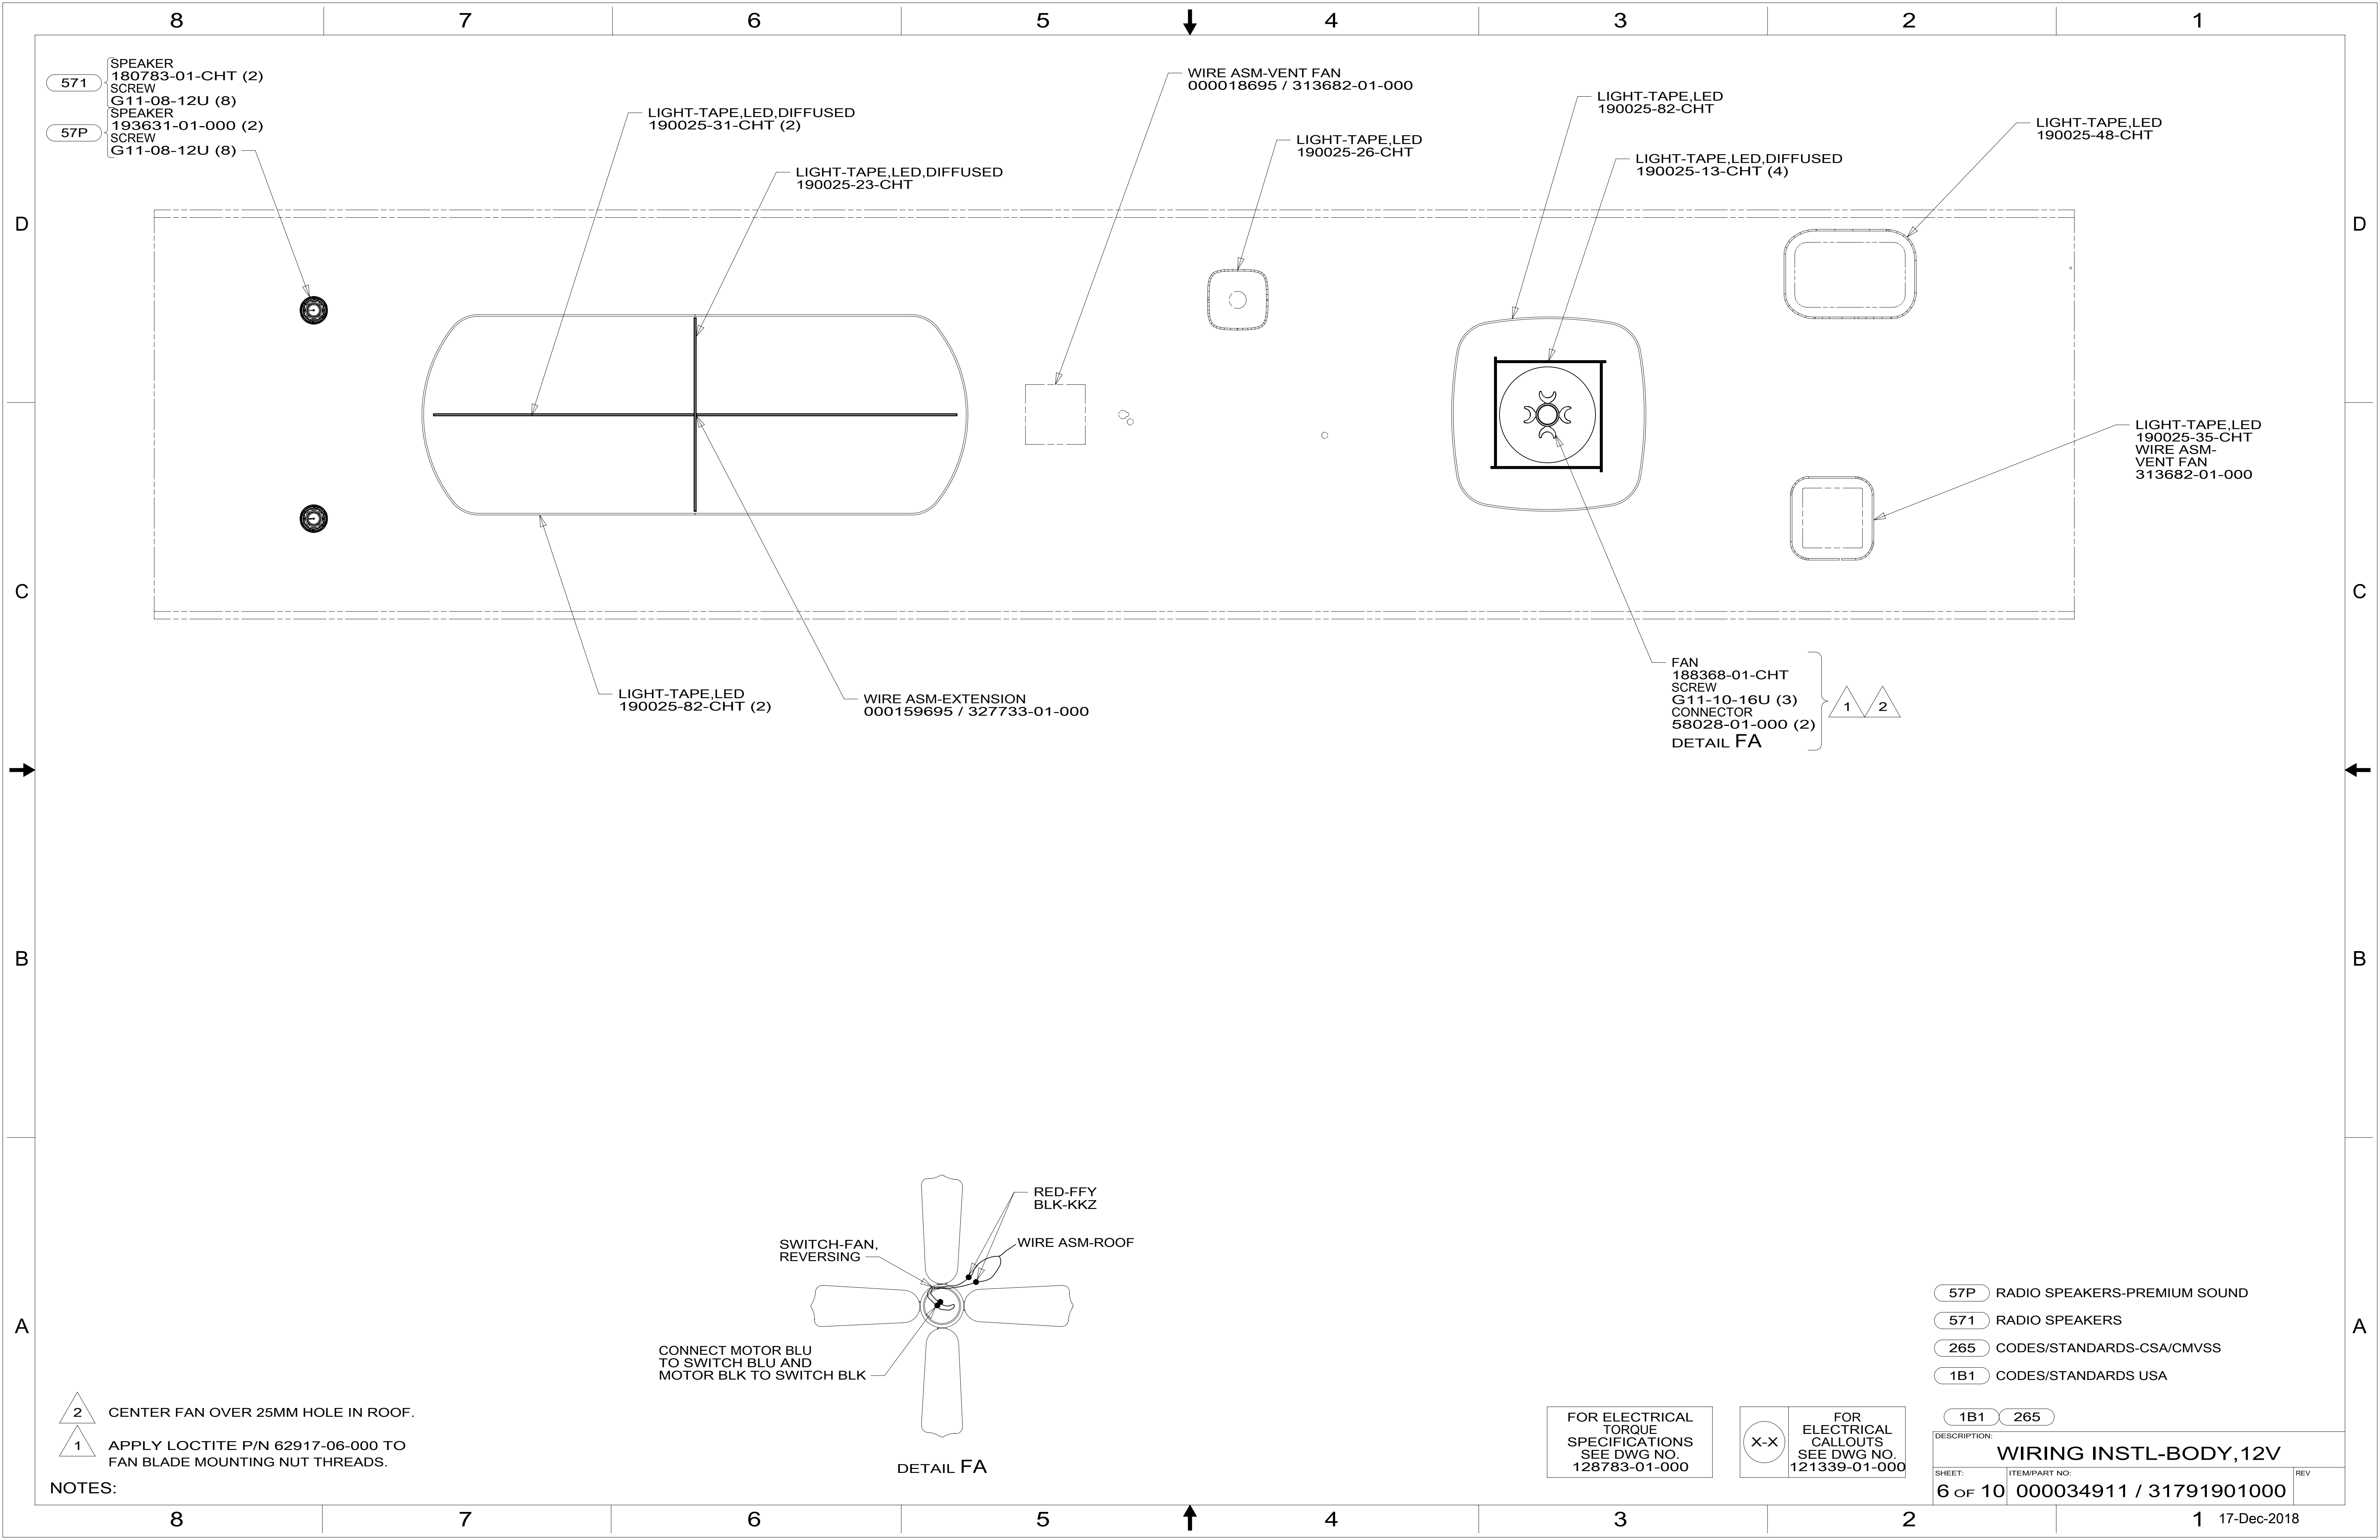 8 7 6 5 4 3 2 1
571
SPEAKER
180783-01-CHT (2)
SCREW
G11-08-12U (8)
57P
SPEAKER
193631-01-000 (2)
SCREW
G11-08-12U (8)
LIGHT-TAPE,LED,DIFFUSED
190025-31-CHT (2)
LIGHT-TAPE,LED,DIFFUSED
190025-23-CHT
WIRE ASM-VENT FAN
000018695 / 313682-01-000
LIGHT-TAPE,LED
190025-26-CHT
LIGHT-TAPE,LED
190025-82-CHT
LIGHT-TAPE,LED,DIFFUSED
190025-13-CHT (4)
LIGHT-TAPE,LED
190025-48-CHT
D D
LIGHT-TAPE,LED
190025-35-CHT
WIRE ASM-
VENT FAN
313682-01-000
C C
LIGHT-TAPE,LED
190025-82-CHT (2)
WIRE ASM-EXTENSION
000159695 / 327733-01-000
FAN
188368-01-CHT
SCREW
G11-10-16U (3)
CONNECTOR
58028-01-000 (2)
DETAIL FA
1 2
B B
RED-FFY
BLK-KKZ
SWITCH-FAN,
REVERSING
WIRE ASM-ROOF
CONNECT MOTOR BLU
TO SWITCH BLU AND
MOTOR BLK TO SWITCH BLK
DETAIL FA
A A
57P RADIO SPEAKERS-PREMIUM SOUND
571 RADIO SPEAKERS
265 CODES/STANDARDS-CSA/CMVSS
1B1 CODES/STANDARDS USA
2 CENTER FAN OVER 25MM HOLE IN ROOF.
1 APPLY LOCTITE P/N 62917-06-000 TO
FAN BLADE MOUNTING NUT THREADS.
NOTES:
FOR ELECTRICAL
TORQUE
SPECIFICATIONS
SEE DWG NO.
128783-01-000
X-X
FOR
ELECTRICAL
CALLOUTS
SEE DWG NO.
121339-01-000
1B1 265
DESCRIPTION:
WIRING INSTL-BODY,12V
SHEET: ITEM/PART NO: REV
6 OF 10 000034911 / 31791901000
8 7 6 5 4 3 2 1 17-Dec-2018